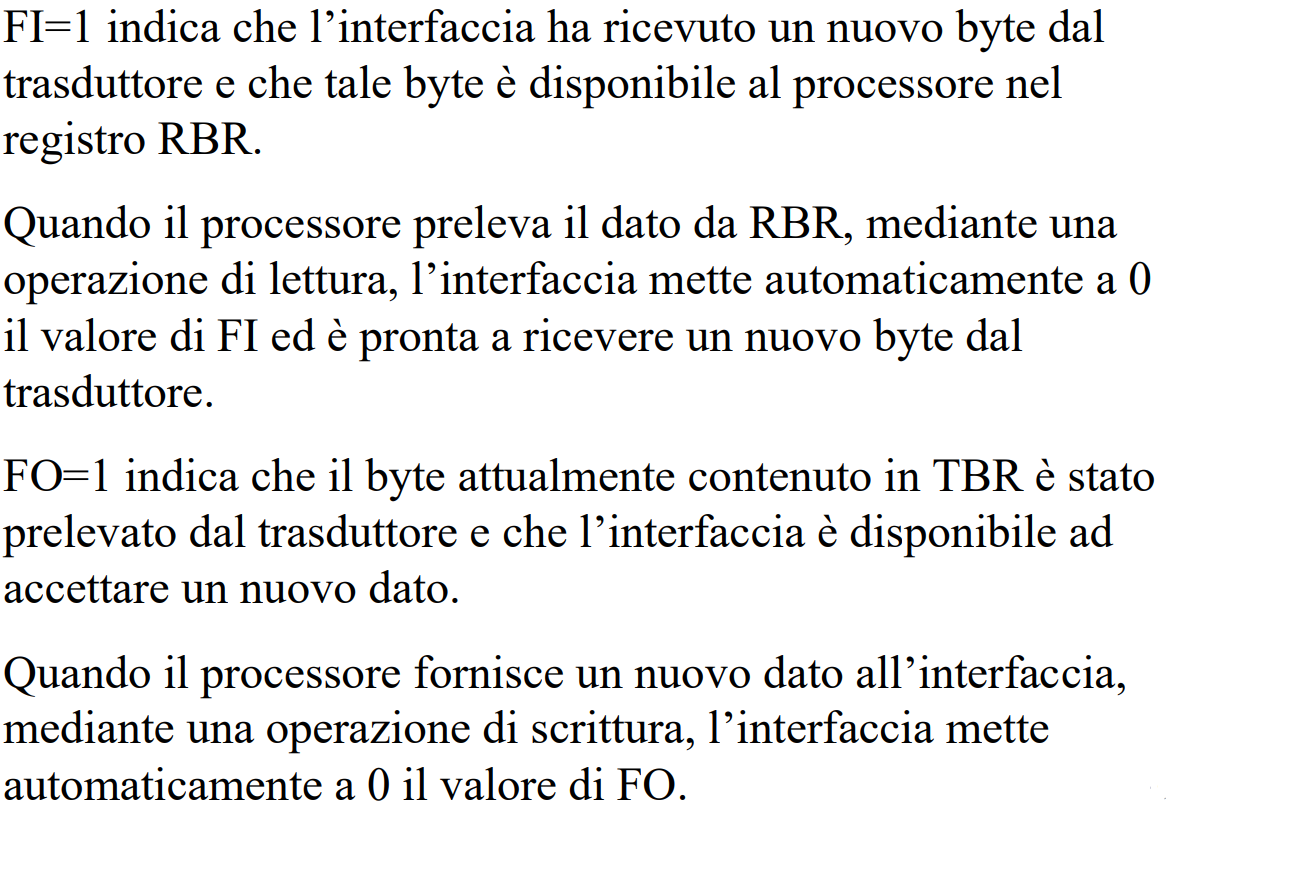 FI=1 indica che l’interfaccia ha ricevuto un nuovo byte dal
trasduttore e che tale byte è disponibile al processore nel
registro RBR.
Quando il processore preleva il dato da RBR, mediante una
operazione di lettura, l’interfaccia mette automaticamente a 0
il valore di FI ed è pronta a ricevere un nuovo byte dal
trasduttore.
FO=1 indica che il byte attualmente contenuto in TBR è stato
prelevato dal trasduttore e che l’interfaccia è disponibile ad
accettare un nuovo dato.
Quando il processore fornisce un nuovo dato all’interfaccia,
mediante una operazione di scrittura, l’interfaccia mette
automaticamente a 0 il valore di FO.